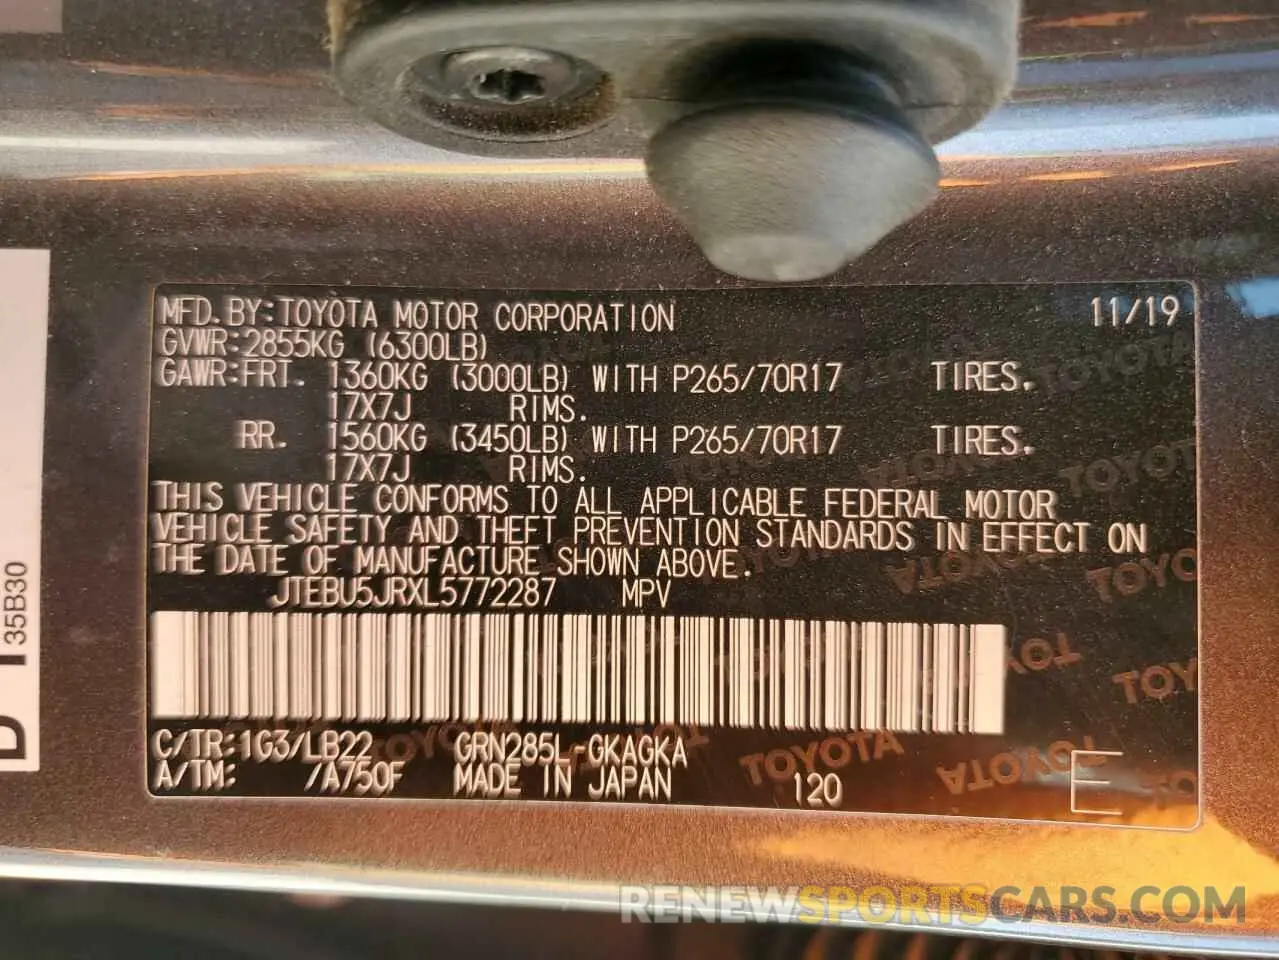 MFD. BY: TOYOTA MOTOR CORPORATION 11/19
GVWR: 2855KG (6300LB)
GAWR: FRT. 1360KG (3000LB) WITH P265/70R17 TIRES.
17X7J RIMS.
RR. 1560KG (3450LB) WITH P265/70R17 TIRES.
17X7J RIMS.
THIS VEHICLE CONFORMS TO ALL APPLICABLE FEDERAL MOTOR
VEHICLE SAFETY AND THEFT PREVENTION STANDARDS IN EFFECT ON
THE DATE OF MANUFACTURE SHOWN ABOVE.
JTEBU5JRXL5772287 MPV
C/TR: 1G3/LB22 GRN285L-GKAGKA
A/TM: /A750F MADE IN JAPAN 120 E
35B30
TOYOTA
RENEWSPORTSCARS.COM